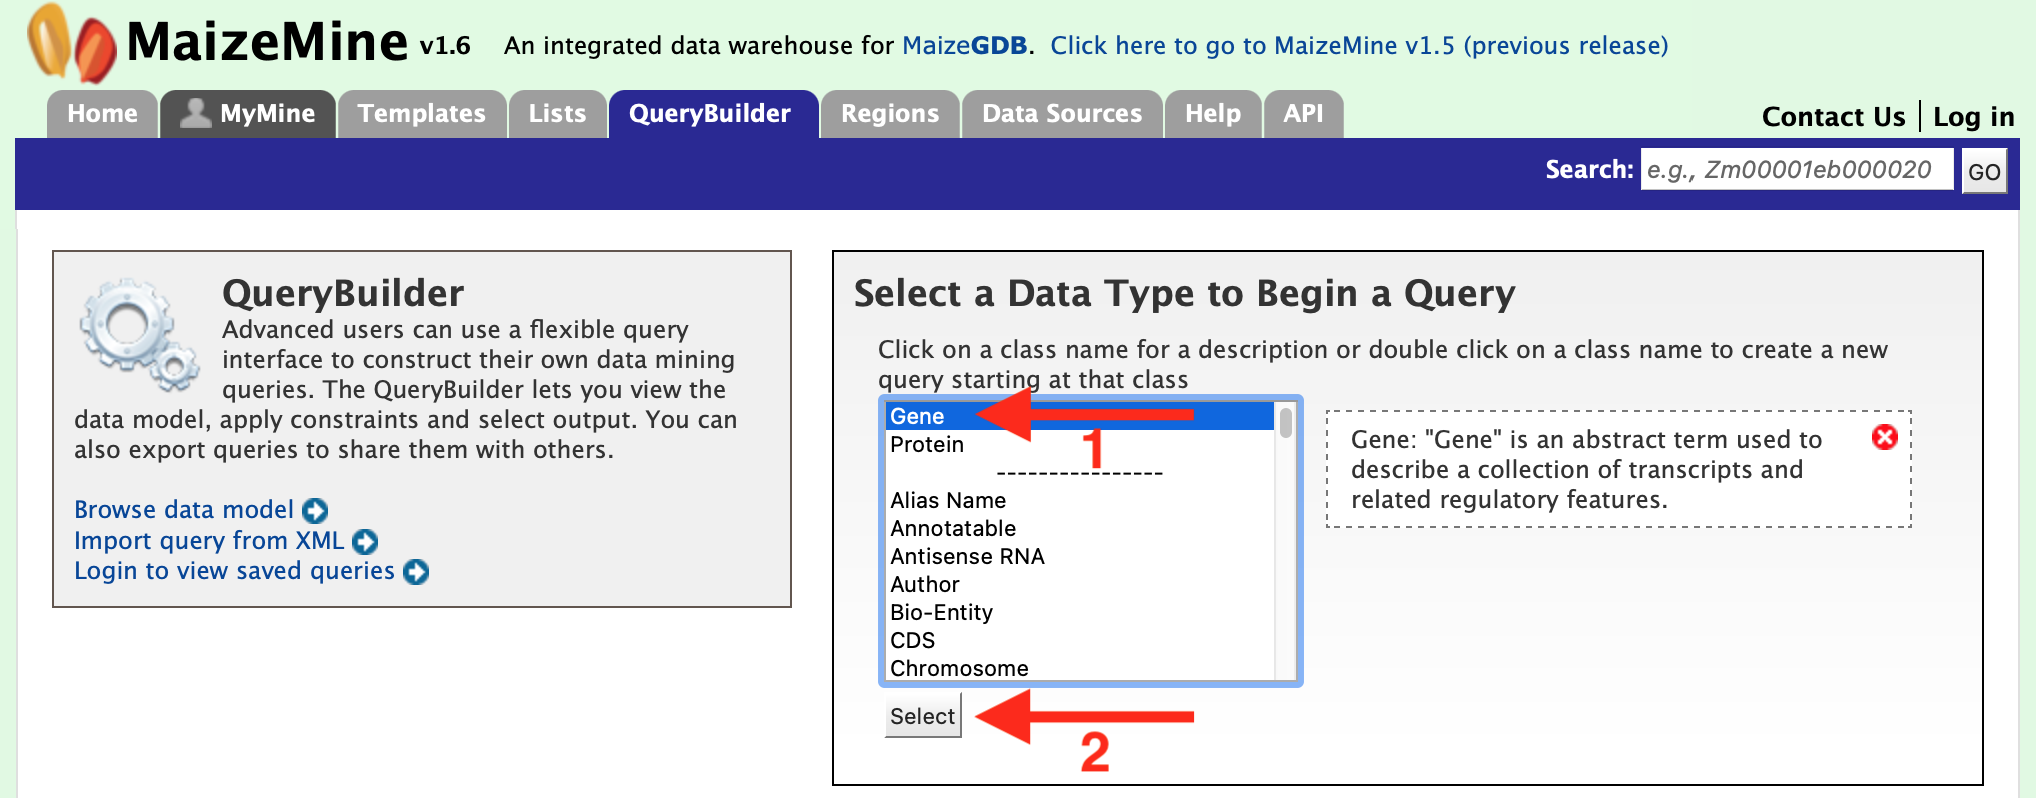 MaizeMine v1.6 An integrated data warehouse for MaizeGDB. Click here to go to MaizeMine v1.5 (previous release)
Home MyMine Templates Lists QueryBuilder Regions Data Sources Help API Contact Us Log in
Search: e.g., Zm00001eb000020 GO
QueryBuilder
Advanced users can use a flexible query
interface to construct their own data mining
queries. The QueryBuilder lets you view the
data model, apply constraints and select output. You can
also export queries to share them with others.
Browse data model
Import query from XML
Login to view saved queries
Select a Data Type to Begin a Query
Click on a class name for a description or double click on a class name to create a new
query starting at that class
Gene
1
Protein
----------------
Alias Name
Annotatable
Antisense RNA
Author
Bio-Entity
CDS
Chromosome
Gene: "Gene" is an abstract term used to
describe a collection of transcripts and
related regulatory features.
Select
2